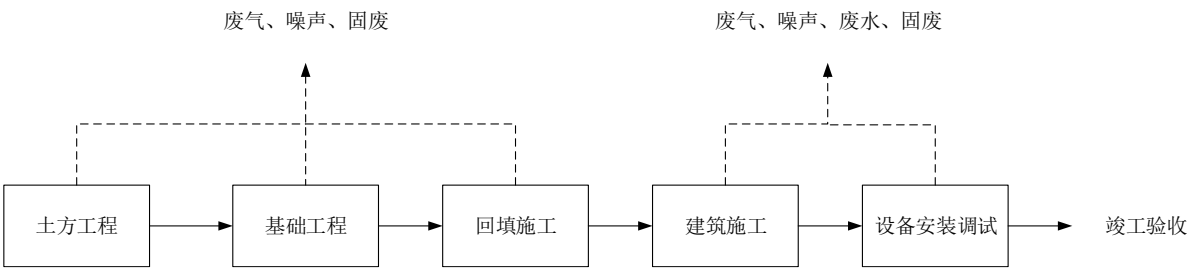 废气、噪声、固废
废气、噪声、废水、固废
土方工程
基础工程
回填施工
建筑施工
设备安装调试
竣工验收